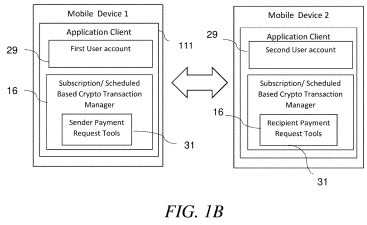 Mobile Device 1
Application Client
First User account
Subscription/ Scheduled
Based Crypto Transaction
Manager
Sender Payment
Request Tools
29
111
16
31
Mobile Device 2
Application Client
Second User account
Subscription/ Scheduled
Based Crypto Transaction
Manager
Recipient Payment
Request Tools
29
16
31
FIG. 1B